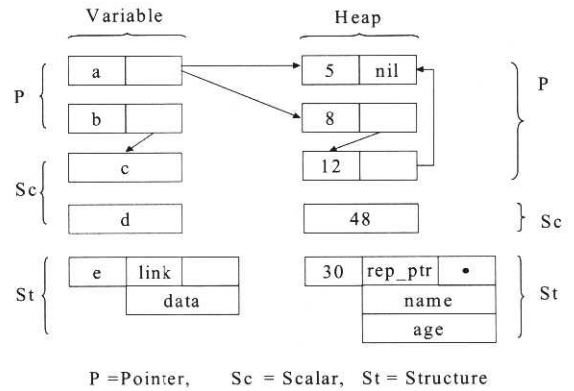 Variable Heap
P a 5 nil P
b 8
Sc c 12
d 48 Sc
St e link 30 rep_ptr St
data name
age
P =Pointer, Sc = Scalar, St = Structure